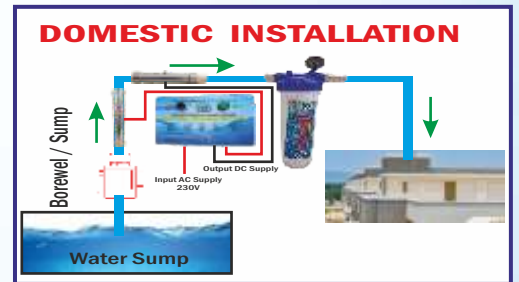 DOMESTIC INSTALLATION
Borewel / Sump
Output DC Supply
Input AC Supply
230V
Water Sump